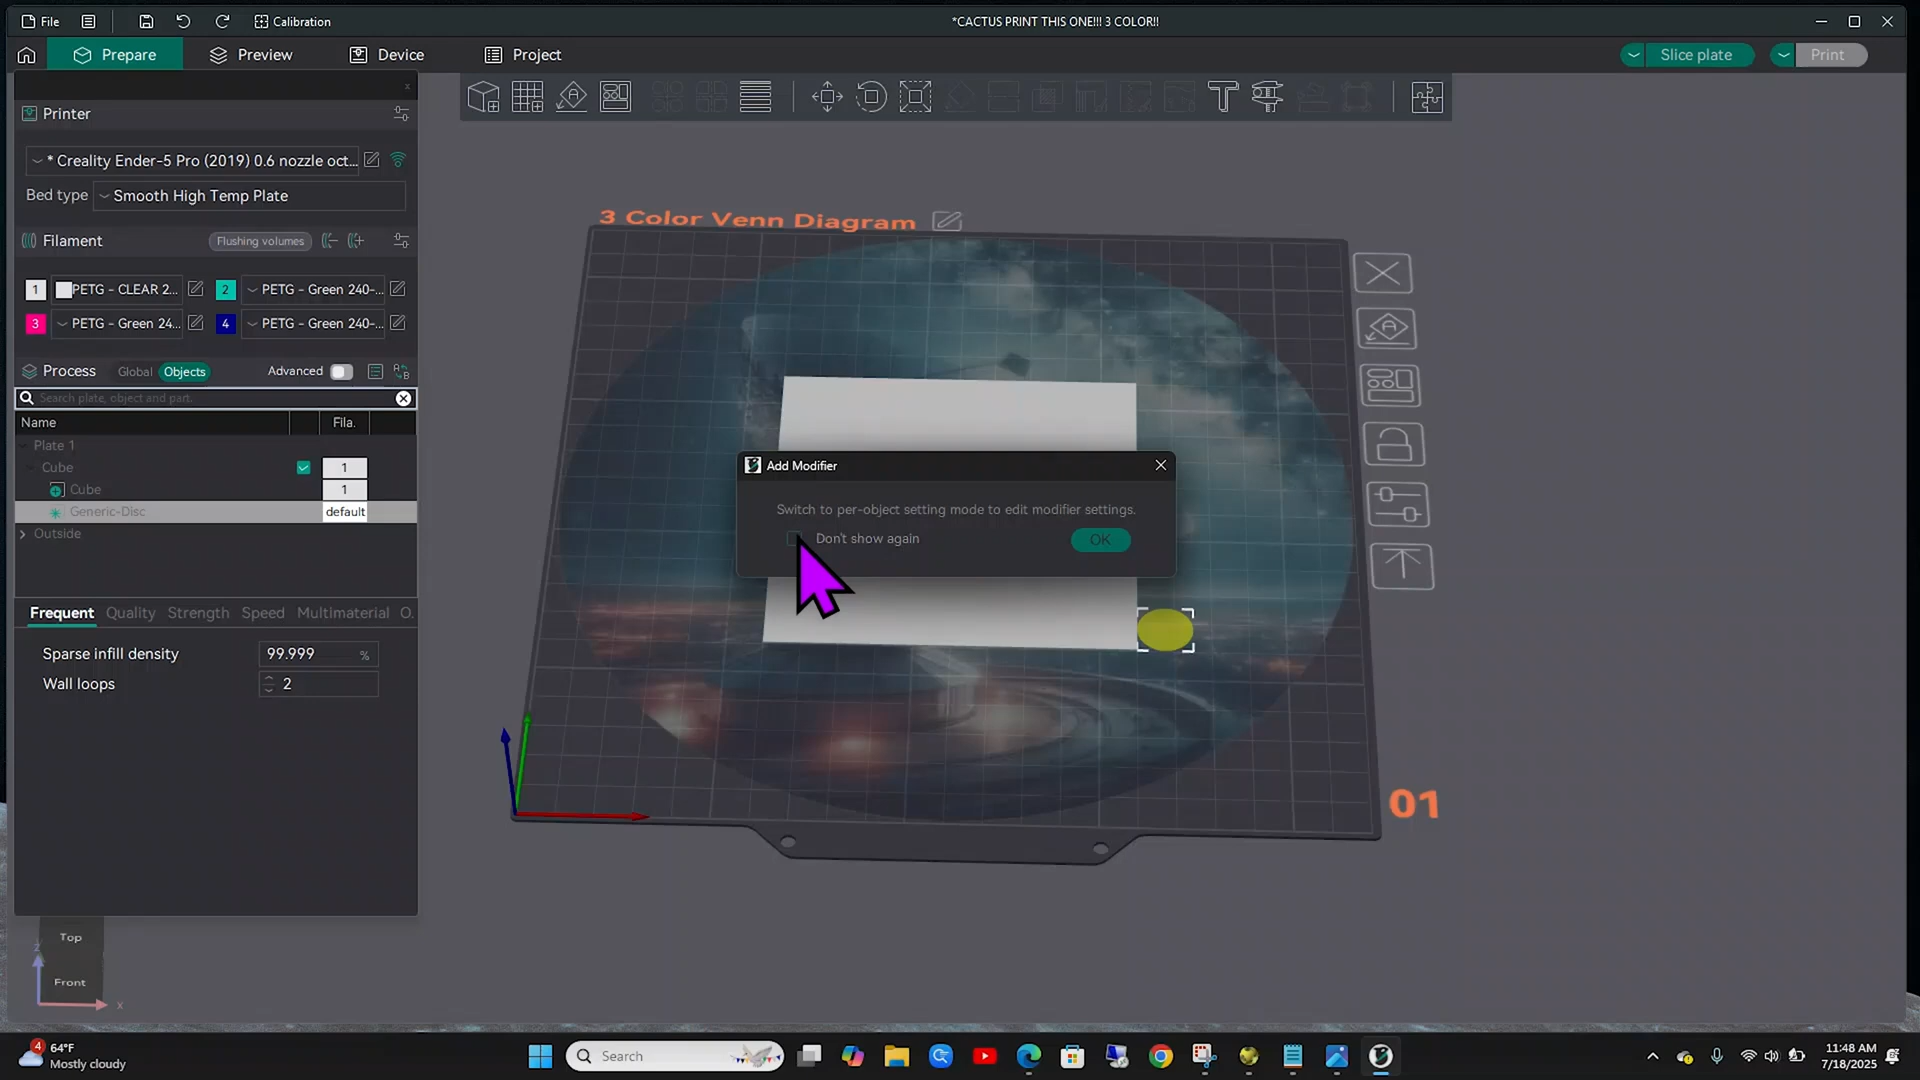 File
Calibration
*CACTUS PRINT THIS ONE!!! 3 COLOR!!
Prepare
Preview
Device
Project
Slice plate
Print
Printer
* Creality Ender-5 Pro (2019) 0.6 nozzle oct...
Bed type
Smooth High Temp Plate
Filament
Flushing volumes
1
PETG - CLEAR 2...
2
PETG - Green 240-...
3
PETG - Green 24...
4
PETG - Green 240-...
Process
Global
Objects
Advanced
Search plate, object and part.
Name
Fila.
Plate 1
Cube
1
Cube
1
Generic-Disc
default
Outside
Frequent
Quality
Strength
Speed
Multimaterial
O.
Sparse infill density
99.999
%
Wall loops
2
3 Color Venn Diagram
Add Modifier
Switch to per-object setting mode to edit modifier settings.
Don't show again
OK
01
Top
Front
z
x
4
64°F
Mostly cloudy
Search
11:48 AM
7/18/2025